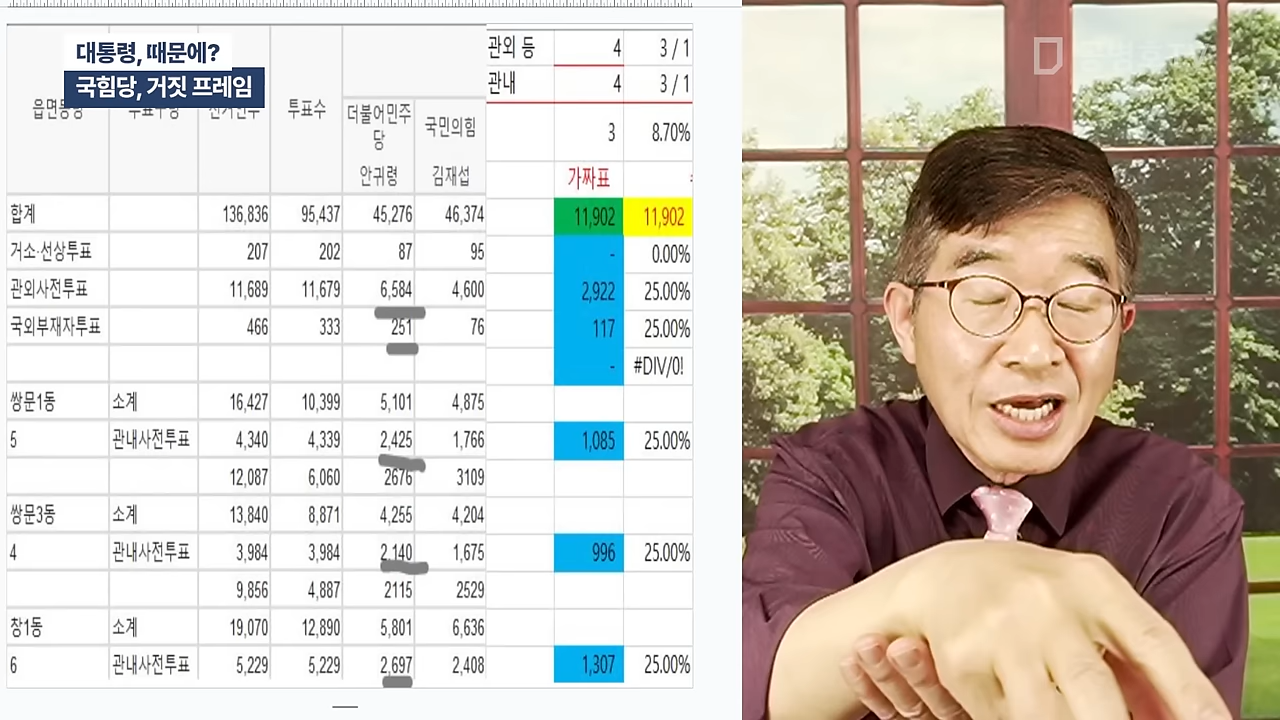 대통령, 때문에?
국힘당, 거짓 프레임
투표수
더불어민주당
안귀령
국민의힘
김재섭
관외 등 4 3 / 1
관내 4 3 / 1
3 8.70%
가짜표
합계 136,836 95,437 45,276 46,374 11,902 11,902
거소·선상투표 207 202 87 95 - 0.00%
관외사전투표 11,689 11,679 6,584 4,600 2,922 25.00%
국외부재자투표 466 333 251 76 117 25.00%
- #DIV/0!
쌍문1동 소계 16,427 10,399 5,101 4,875
5 관내사전투표 4,340 4,339 2,425 1,766 1,085 25.00%
12,087 6,060 2676 3109
쌍문3동 소계 13,840 8,871 4,255 4,204
4 관내사전투표 3,984 3,984 2,140 1,675 996 25.00%
9,856 4,887 2115 2529
창1동 소계 19,070 12,890 5,801 6,636
6 관내사전투표 5,229 5,229 2,697 2,408 1,307 25.00%